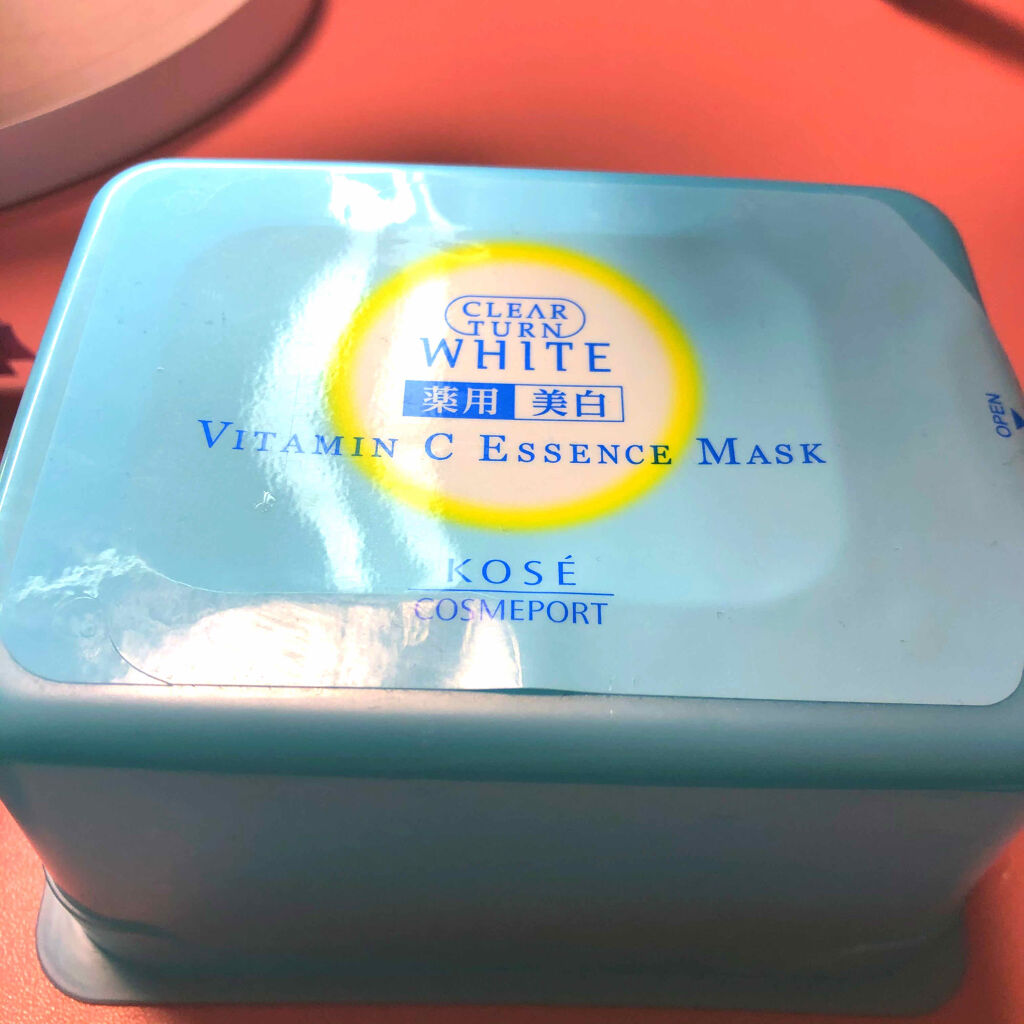 CLEAR
TURN
WHITE
薬用 美白
VITAMIN C ESSENCE MASK
KOSÉ
COSMEPORT
OPEN